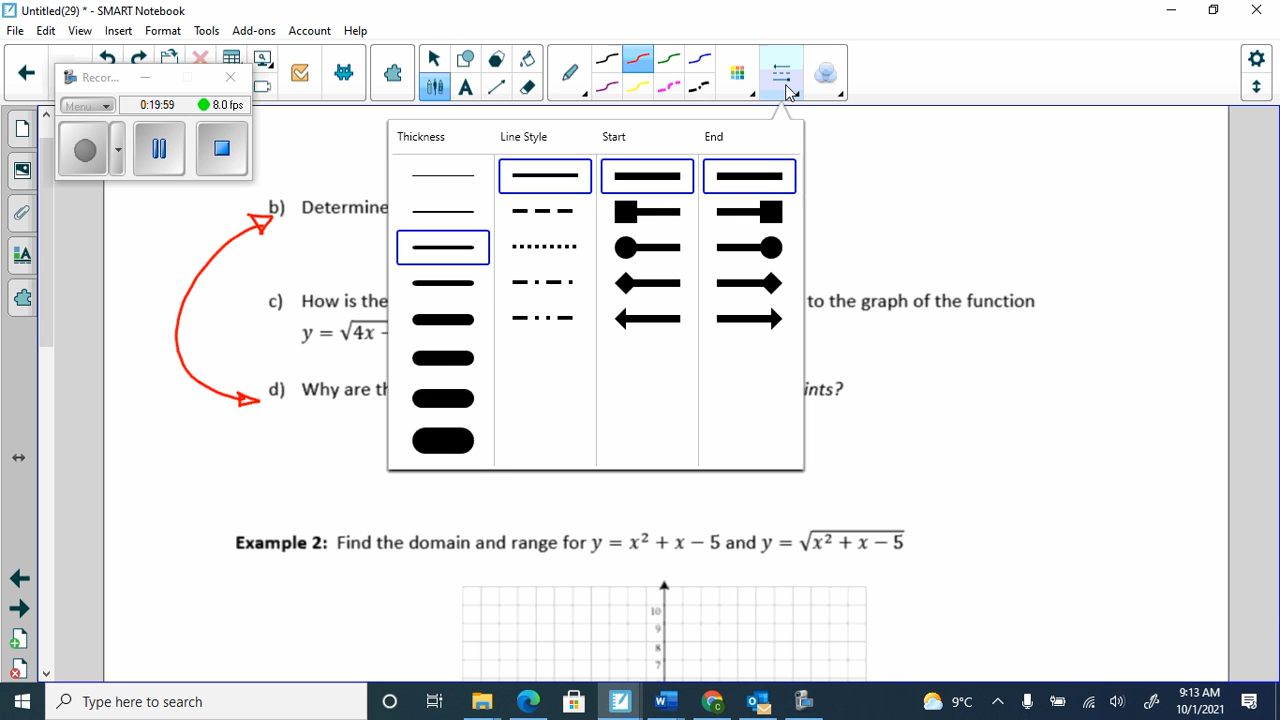 Untitled(29) * - SMART Notebook
File Edit View Insert Format Tools Add-ons Account Help
Recor...
Menu 0:19:59 8.0 fps
Thickness Line Style Start End
b) Determine
c) How is the to the graph of the function
y = √4x −
d) Why are th ints?
Example 2: Find the domain and range for y = x² + x − 5 and y = √x² + x − 5
10
9
8
7
Type here to search
9°C
9:13 AM
10/1/2021